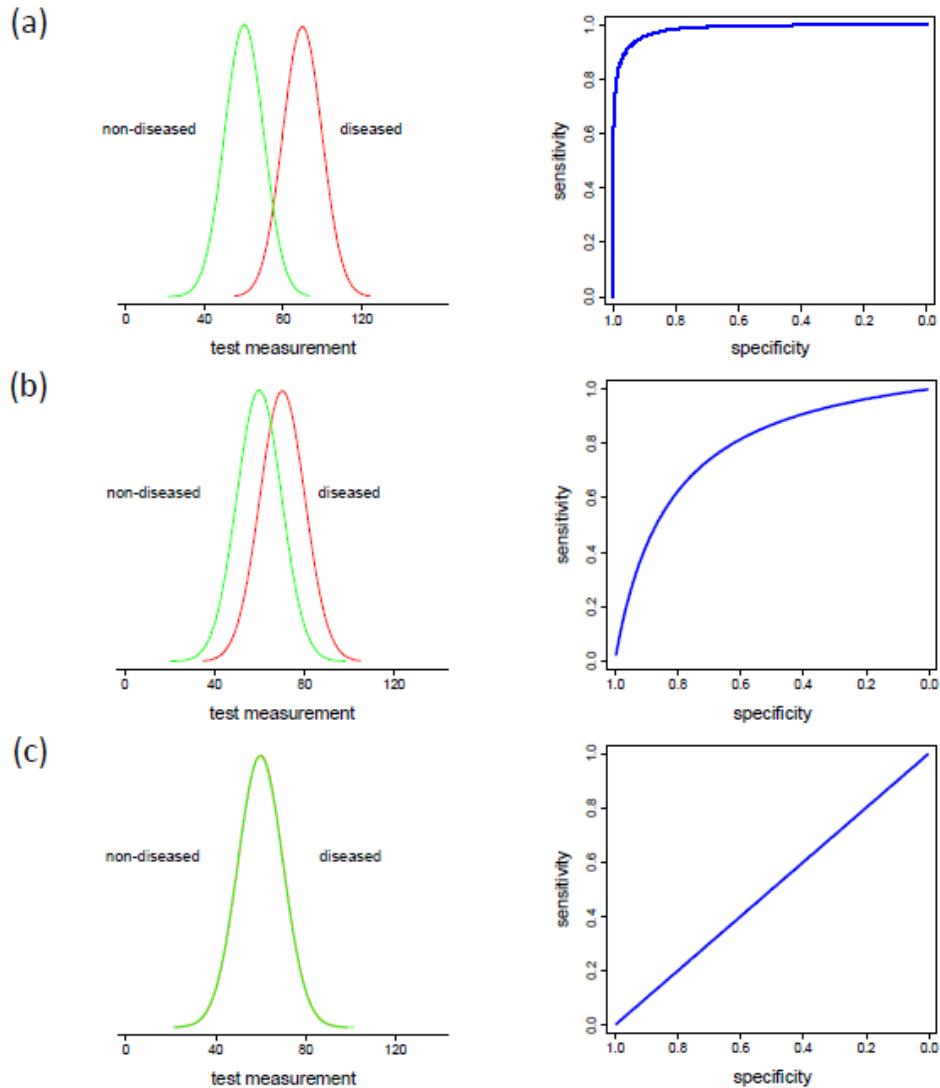 (a)
non-diseased
diseased
0 40 80 120
test measurement
sensitivity
0.0 0.2 0.4 0.6 0.8 1.0
1.0 0.8 0.6 0.4 0.2 0.0
specificity
(b)
non-diseased
diseased
0 40 80 120
test measurement
sensitivity
0.0 0.2 0.4 0.6 0.8 1.0
1.0 0.8 0.6 0.4 0.2 0.0
specificity
(c)
non-diseased
diseased
0 40 80 120
test measurement
sensitivity
0.0 0.2 0.4 0.6 0.8 1.0
1.0 0.8 0.6 0.4 0.2 0.0
specificity